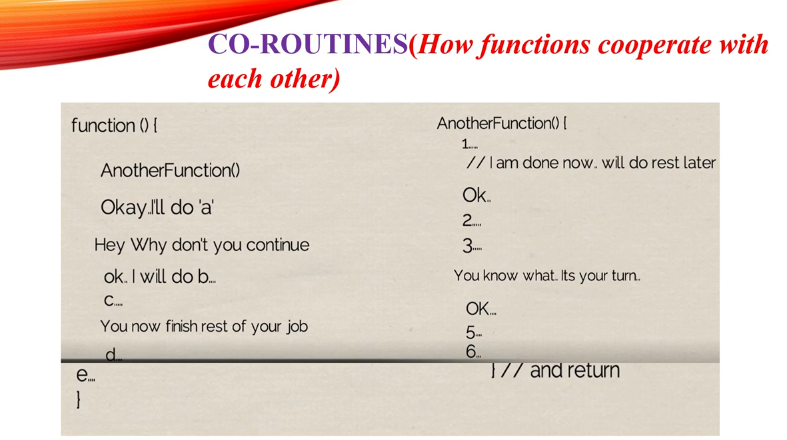 CO-ROUTINES(How functions cooperate with
each other)
function () {
AnotherFunction()
Okay..I'll do 'a'
Hey Why don't you continue
ok.. I will do b...
c.....
You now finish rest of your job
d...
e....
}
AnotherFunction() {
1.....
// I am done now.. will do rest later
Ok..
2.....
3.....
You know what.. Its your turn..
OK....
5....
6...
} // and return